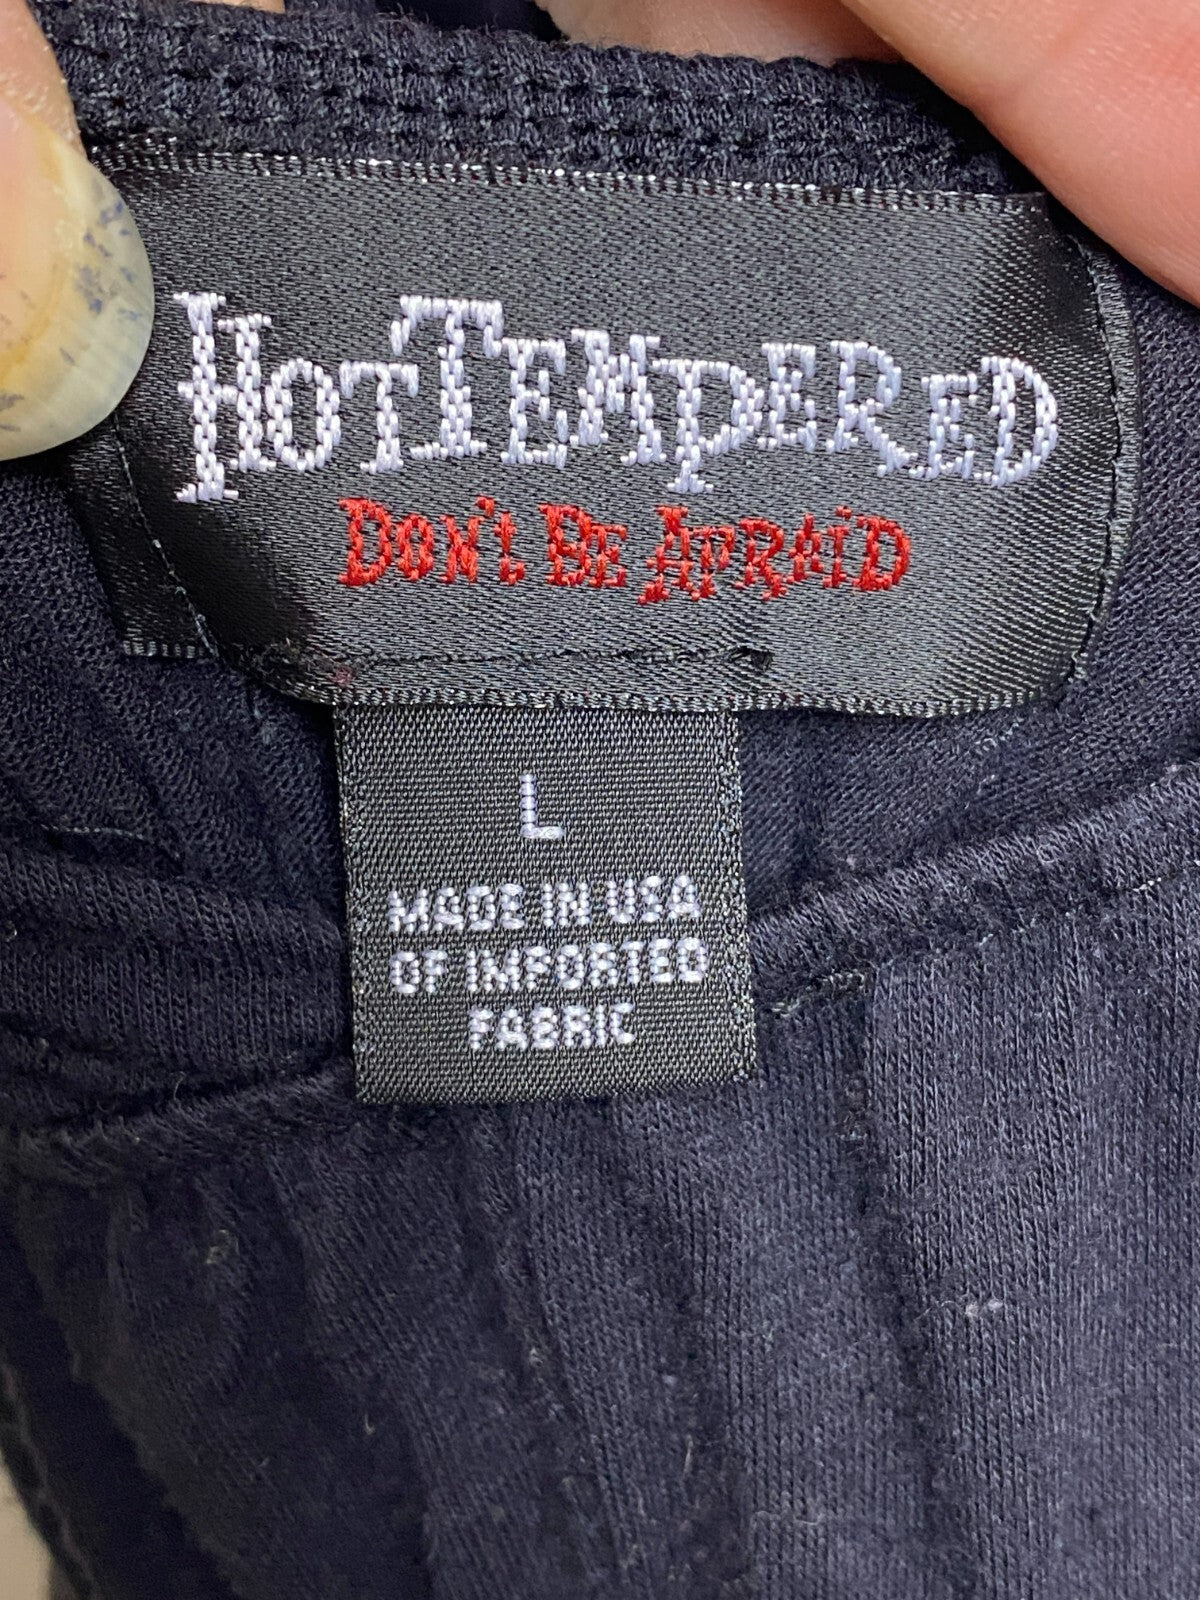 HOTTEMPERED
DON't BE AFRAID
L
MADE IN USA
OF IMPORTED
FABRIC